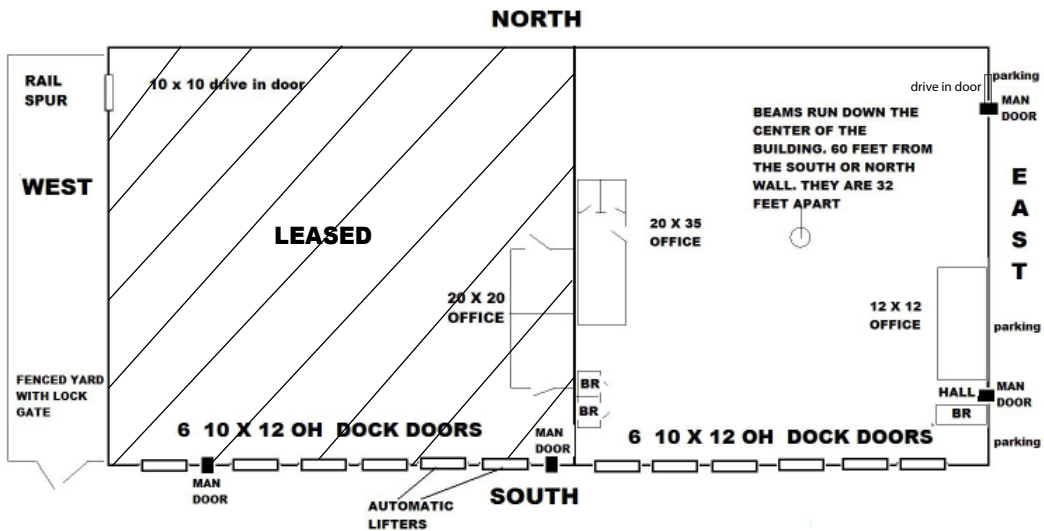 NORTH
RAIL
SPUR
10 x 10 drive in door
WEST
LEASED
20 X 20
OFFICE
20 X 35
OFFICE
BEAMS RUN DOWN THE
CENTER OF THE
BUILDING. 60 FEET FROM
THE SOUTH OR NORTH
WALL. THEY ARE 32
FEET APART
drive in door
parking
MAN
DOOR
E
A
S
T
12 X 12
OFFICE
parking
FENCED YARD
WITH LOCK
GATE
BR
BR
HALL
MAN
DOOR
BR
parking
6 10 X 12 OH DOCK DOORS
MAN
DOOR
6 10 X 12 OH DOCK DOORS
MAN
DOOR
AUTOMATIC
LIFTERS
SOUTH